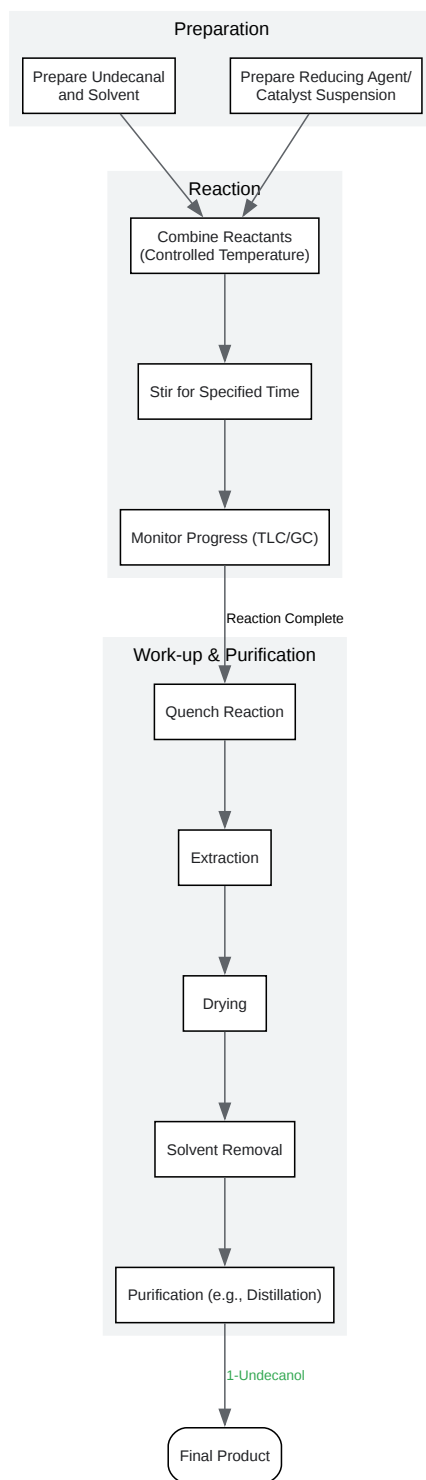 Preparation
Prepare Undecanal
and Solvent
Prepare Reducing Agent/
Catalyst Suspension
Reaction
Combine Reactants
(Controlled Temperature)
Stir for Specified Time
Monitor Progress (TLC/GC)
Reaction Complete
Work-up & Purification
Quench Reaction
Extraction
Drying
Solvent Removal
Purification (e.g., Distillation)
1-Undecanol
Final Product